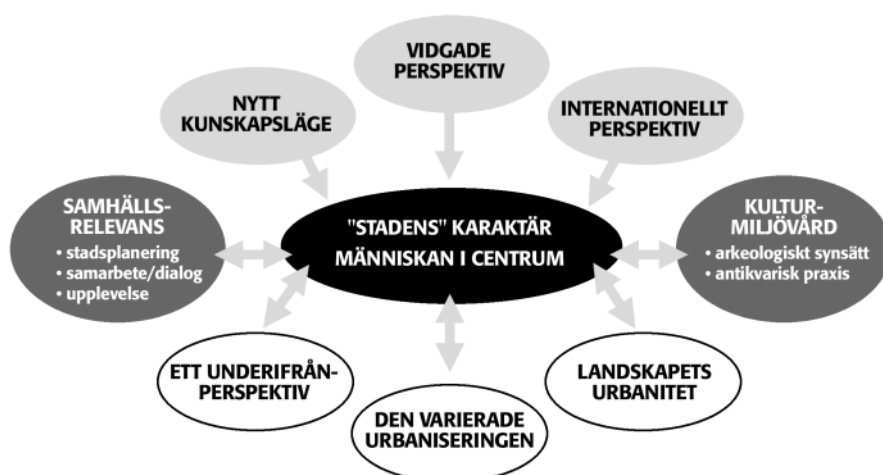 VIDGADE
PERSPEKTIV
NYTT
KUNSKAPSLÄGE
INTERNATIONELLT
PERSPEKTIV
SAMHÄLLS-
RELEVANS
• stadsplanering
• samarbete/dialog
• upplevelse
"STADENS" KARAKTÄR
MÄNNISKAN I CENTRUM
KULTUR-
MILJÖVÅRD
• arkeologiskt synsätt
• antikvarisk praxis
ETT UNDERIFRÅN-
PERSPEKTIV
DEN VARIERADE
URBANISERINGEN
LANDSKAPETS
URBANITET